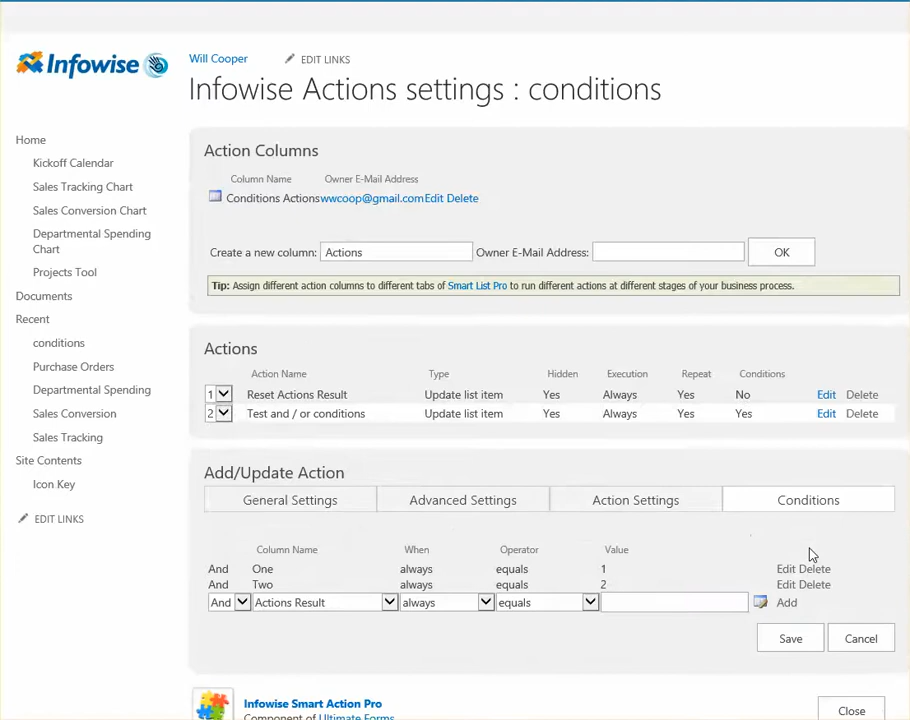 Infowise
Will Cooper EDIT LINKS
Infowise Actions settings : conditions
Home
Kickoff Calendar
Sales Tracking Chart
Sales Conversion Chart
Departmental Spending
Chart
Projects Tool
Documents
Recent
conditions
Purchase Orders
Departmental Spending
Sales Conversion
Sales Tracking
Site Contents
Icon Key
EDIT LINKS
Action Columns
Column Name Owner E-Mail Address
Conditions Actionswwcoop@gmail.comEdit Delete
Create a new column: Actions Owner E-Mail Address: OK
Tip: Assign different action columns to different tabs of Smart List Pro to run different actions at different stages of your business process.
Actions
Action Name Type Hidden Execution Repeat Conditions
1 Reset Actions Result Update list item Yes Always Yes No Edit Delete
2 Test and / or conditions Update list item Yes Always Yes Yes Edit Delete
Add/Update Action
General Settings Advanced Settings Action Settings Conditions
Column Name When Operator Value
And One always equals 1 Edit Delete
And Two always equals 2 Edit Delete
And Actions Result always equals Add
Save Cancel
Infowise Smart Action Pro
Component of Ultimate Forms
Close